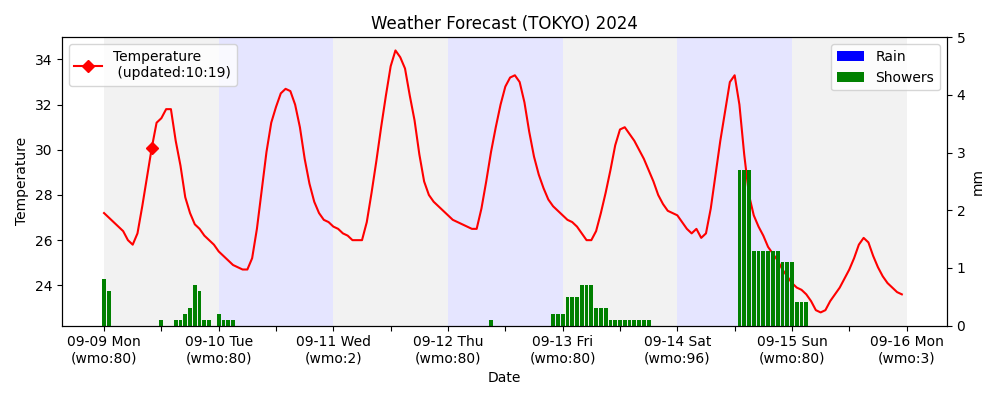 Weather Forecast (TOKYO) 2024
Temperature
(updated:10:19)
Rain
Showers
Temperature
34
32
30
28
26
24
5
4
3
2
1
0
mm
09-09 Mon
(wmo:80)
09-10 Tue
(wmo:80)
09-11 Wed
(wmo:2)
09-12 Thu
(wmo:80)
09-13 Fri
(wmo:80)
09-14 Sat
(wmo:96)
09-15 Sun
(wmo:80)
09-16 Mon
(wmo:3)
Date